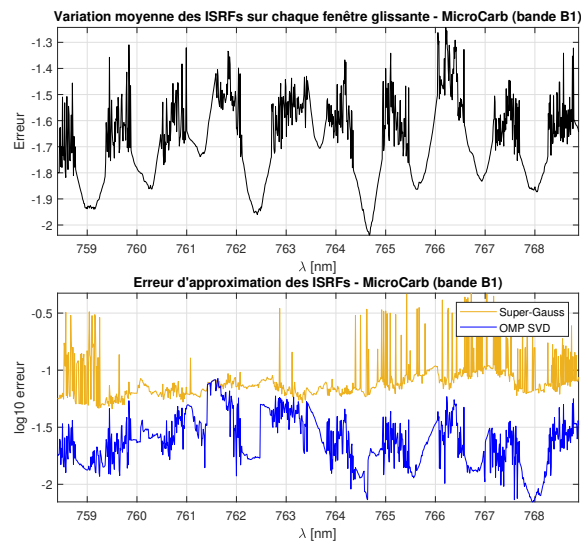 Variation moyenne des ISRFs sur chaque fenêtre glissante - MicroCarb (bande B1)
-1.3
-1.4
-1.5
-1.6
-1.7
-1.8
-1.9
-2
Erreur
759 760 761 762 763 764 765 766 767 768
λ [nm]
Erreur d'approximation des ISRFs - MicroCarb (bande B1)
Super-Gauss
OMP SVD
-0.5
-1
-1.5
-2
log10 erreur
759 760 761 762 763 764 765 766 767 768
λ [nm]